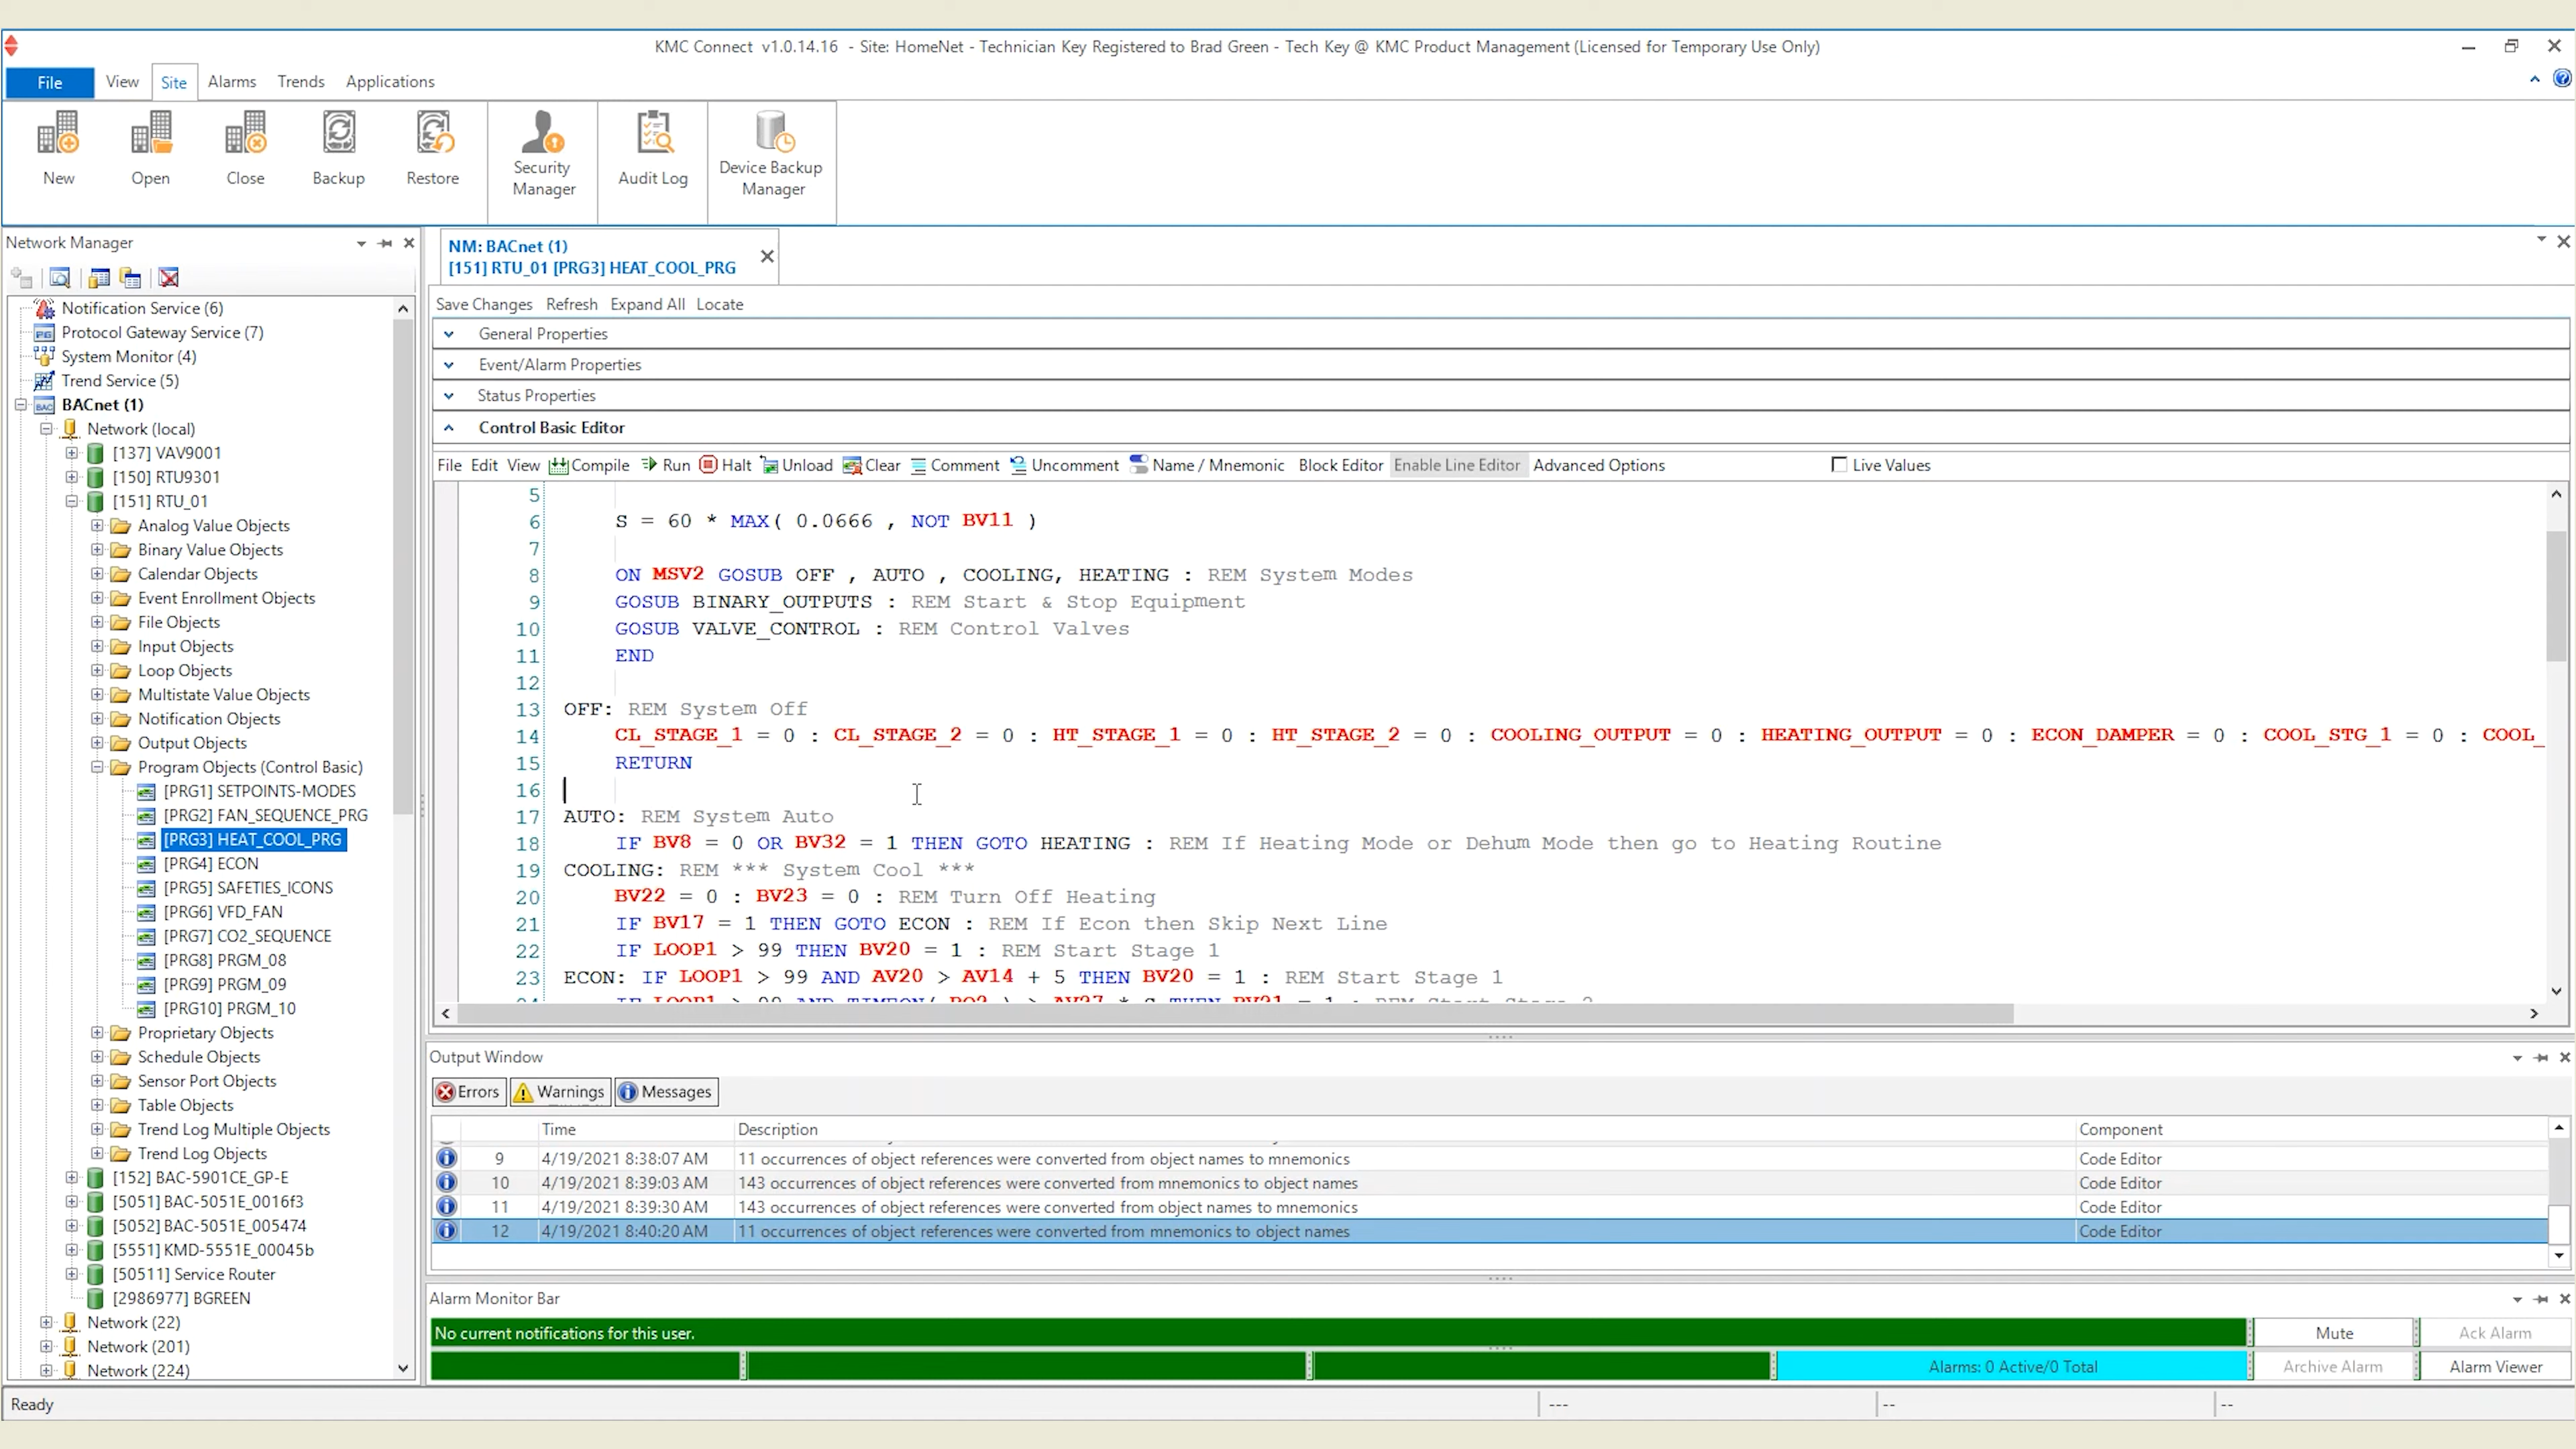 KMC Connect v1.0.14.16 - Site: HomeNet - Technician Key Registered to Brad Green - Tech Key @ KMC Product Management (Licensed for Temporary Use Only)
File View Site Alarms Trends Applications
New Open Close Backup Restore Security Manager Audit Log Device Backup Manager
Network Manager
Notification Service (6)
Protocol Gateway Service (7)
System Monitor (4)
Trend Service (5)
BACnet (1)
Network (local)
[137] VAV9001
[150] RTU9301
[151] RTU_01
Analog Value Objects
Binary Value Objects
Calendar Objects
Event Enrollment Objects
File Objects
Input Objects
Loop Objects
Multistate Value Objects
Notification Objects
Output Objects
Program Objects (Control Basic)
[PRG1] SETPOINTS-MODES
[PRG2] FAN_SEQUENCE_PRG
[PRG3] HEAT_COOL_PRG
[PRG4] ECON
[PRG5] SAFETIES_ICONS
[PRG6] VFD_FAN
[PRG7] CO2_SEQUENCE
[PRG8] PRGM_08
[PRG9] PRGM_09
[PRG10] PRGM_10
Proprietary Objects
Schedule Objects
Sensor Port Objects
Table Objects
Trend Log Multiple Objects
Trend Log Objects
[152] BAC-5901CE_GP-E
[5051] BAC-5051E_0016f3
[5052] BAC-5051E_005474
[5551] KMD-5551E_00045b
[50511] Service Router
[2986977] BGREEN
Network (22)
Network (201)
Network (224)
NM: BACnet (1)
[151] RTU_01 [PRG3] HEAT_COOL_PRG
Save Changes Refresh Expand All Locate
General Properties
Event/Alarm Properties
Status Properties
Control Basic Editor
File Edit View Compile Run Halt Unload Clear Comment Uncomment Name / Mnemonic Block Editor Enable Line Editor Advanced Options Live Values
5
6 S = 60 * MAX( 0.0666 , NOT BV11 )
7
8 ON MSV2 GOSUB OFF , AUTO , COOLING, HEATING : REM System Modes
9 GOSUB BINARY_OUTPUTS : REM Start & Stop Equipment
10 GOSUB VALVE_CONTROL : REM Control Valves
11 END
12
13 OFF: REM System Off
14 CL_STAGE_1 = 0 : CL_STAGE_2 = 0 : HT_STAGE_1 = 0 : HT_STAGE_2 = 0 : COOLING_OUTPUT = 0 : HEATING_OUTPUT = 0 : ECON_DAMPER = 0 : COOL_STG_1 = 0 : COOL_
15 RETURN
16
17 AUTO: REM System Auto
18 IF BV8 = 0 OR BV32 = 1 THEN GOTO HEATING : REM If Heating Mode or Dehum Mode then go to Heating Routine
19 COOLING: REM *** System Cool ***
20 BV22 = 0 : BV23 = 0 : REM Turn Off Heating
21 IF BV17 = 1 THEN GOTO ECON : REM If Econ then Skip Next Line
22 IF LOOP1 > 99 THEN BV20 = 1 : REM Start Stage 1
23 ECON: IF LOOP1 > 99 AND AV20 > AV14 + 5 THEN BV20 = 1 : REM Start Stage 1
Output Window
Errors Warnings Messages
Time Description Component
9 4/19/2021 8:38:07 AM 11 occurrences of object references were converted from object names to mnemonics Code Editor
10 4/19/2021 8:39:03 AM 143 occurrences of object references were converted from mnemonics to object names Code Editor
11 4/19/2021 8:39:30 AM 143 occurrences of object references were converted from object names to mnemonics Code Editor
12 4/19/2021 8:40:20 AM 11 occurrences of object references were converted from mnemonics to object names Code Editor
Alarm Monitor Bar
No current notifications for this user. Mute Ack Alarm
Alarms: 0 Active/0 Total Archive Alarm Alarm Viewer
Ready --- -- --